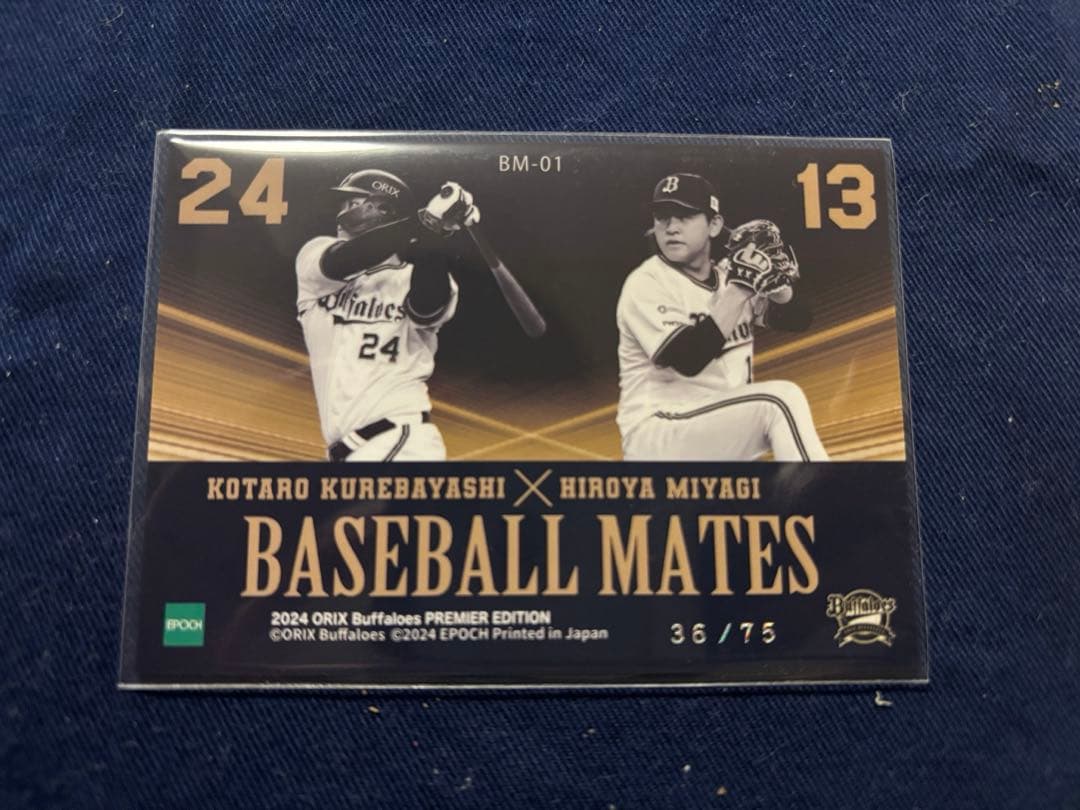 24
BM-01
13
ORIX
B
Buffaloes
24
KOTARO KUREBAYASHI X HIROYA MIYAGI
BASEBALL MATES
EPOCH
2024 ORIX Buffaloes PREMIER EDITION
©ORIX Buffaloes ©2024 EPOCH Printed in Japan
36/75
Buffaloes